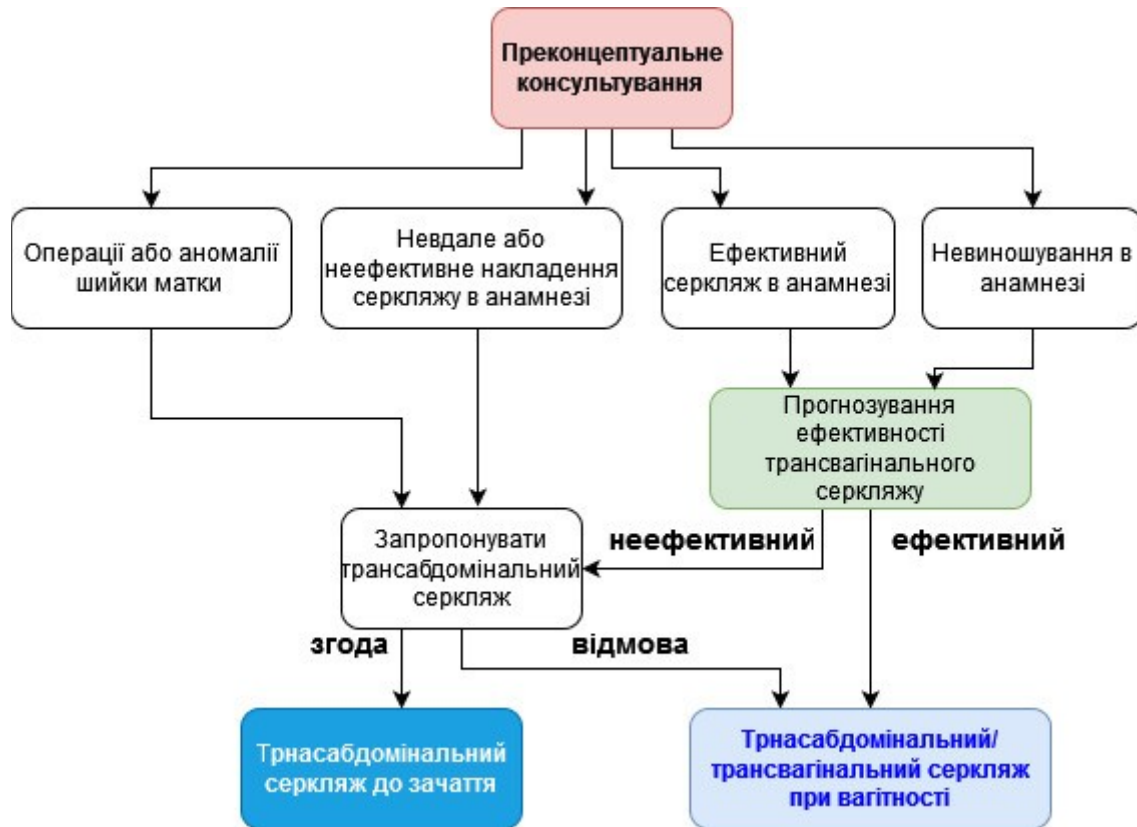 Преконцептуальне
консультування
Операції або аномалії
шийки матки
Невдале або
неефективне накладення
серкляжу в анамнезі
Ефективний
серкляж в анамнезі
Невиношування в
анамнезі
Прогнозування
ефективності
трансвагінального
серкляжу
Запропонувати
трансабдомінальний
серкляж
неефективний
ефективний
згода
відмова
Трнасабдомінальний
серкляж до зачаття
Трнасабдомінальний/
трансвагінальний серкляж
при вагітності